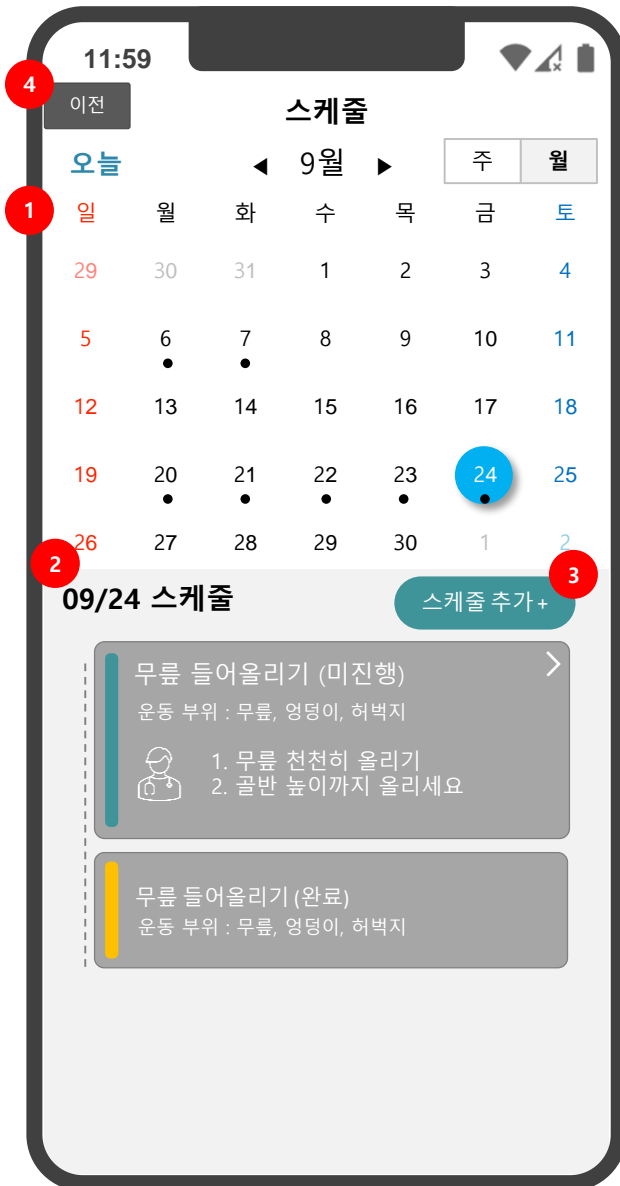 11:59
4
이전
스케줄
오늘 ◀ 9월 ▶ 주 월
1
일 월 화 수 목 금 토
29 30 31 1 2 3 4
5 6 7 8 9 10 11
12 13 14 15 16 17 18
19 20 21 22 23 24 25
26 27 28 29 30 1 2
2
3
09/24 스케줄
스케줄 추가+
무릎 들어올리기 (미진행)
운동 부위 : 무릎, 엉덩이, 허벅지
1. 무릎 천천히 올리기
2. 골반 높이까지 올리세요
무릎 들어올리기 (완료)
운동 부위 : 무릎, 엉덩이, 허벅지